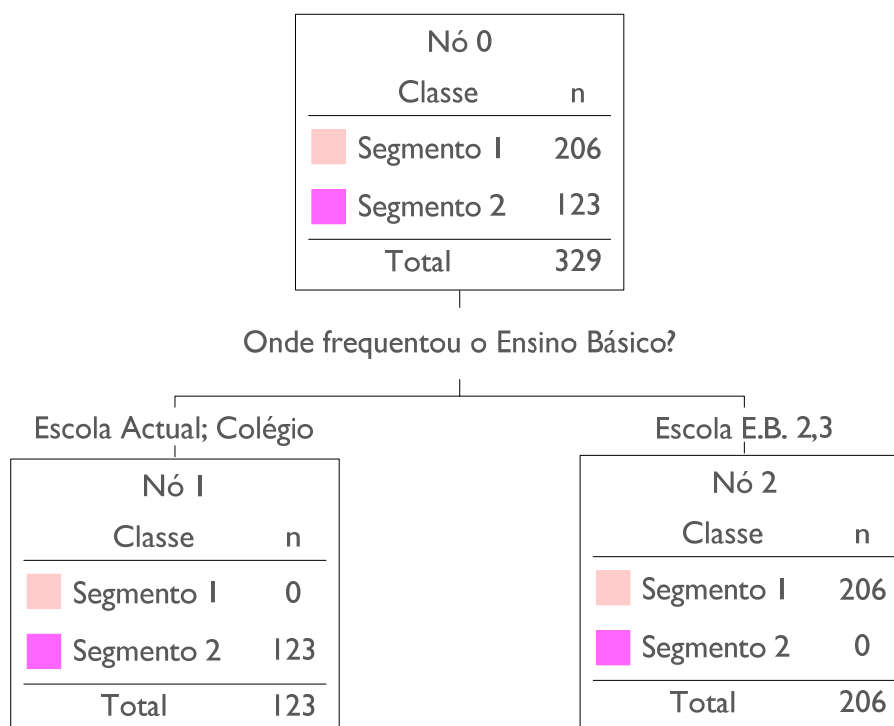 Nó 0
Classe n
Segmento 1 206
Segmento 2 123
Total 329
Onde frequentou o Ensino Básico?
Escola Actual; Colégio
Nó 1
Classe n
Segmento 1 0
Segmento 2 123
Total 123
Escola E.B. 2,3
Nó 2
Classe n
Segmento 1 206
Segmento 2 0
Total 206